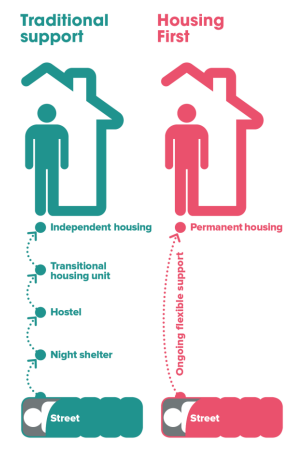 Traditional
support
Independent housing
Transitional
housing unit
Hostel
Night shelter
Street
Housing
First
Permanent housing
Ongoing flexible support
Street